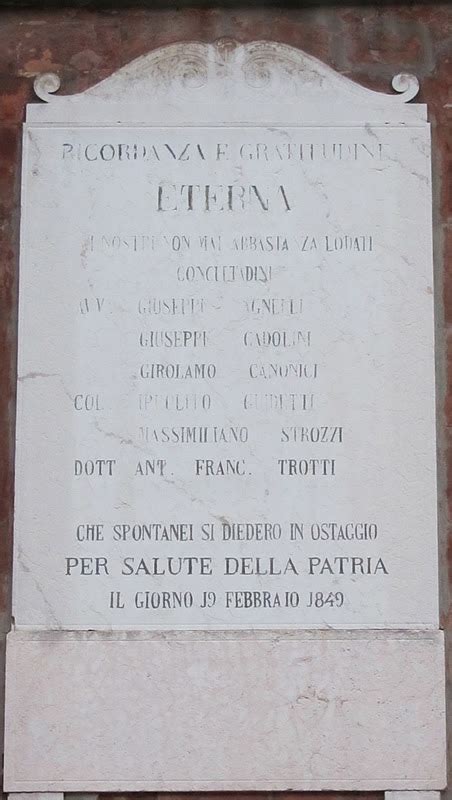 RICORDANZA E GRATITUDINE
ETERNA
AI NOSTRI NON MAI ABBASTANZA LODATI
CONCITTADINI
AVV. GIUSEPPE AGNELLI
GIUSEPPE CADOLINI
GIROLAMO CANONICI
COL. IPPOLITO GUIDETTI
MASSIMILIANO STROZZI
DOTT ANT. FRANC. TROTTI
CHE SPONTANEI SI DIEDERO IN OSTAGGIO
PER SALUTE DELLA PATRIA
IL GIORNO 19 FEBBRAIO 1849